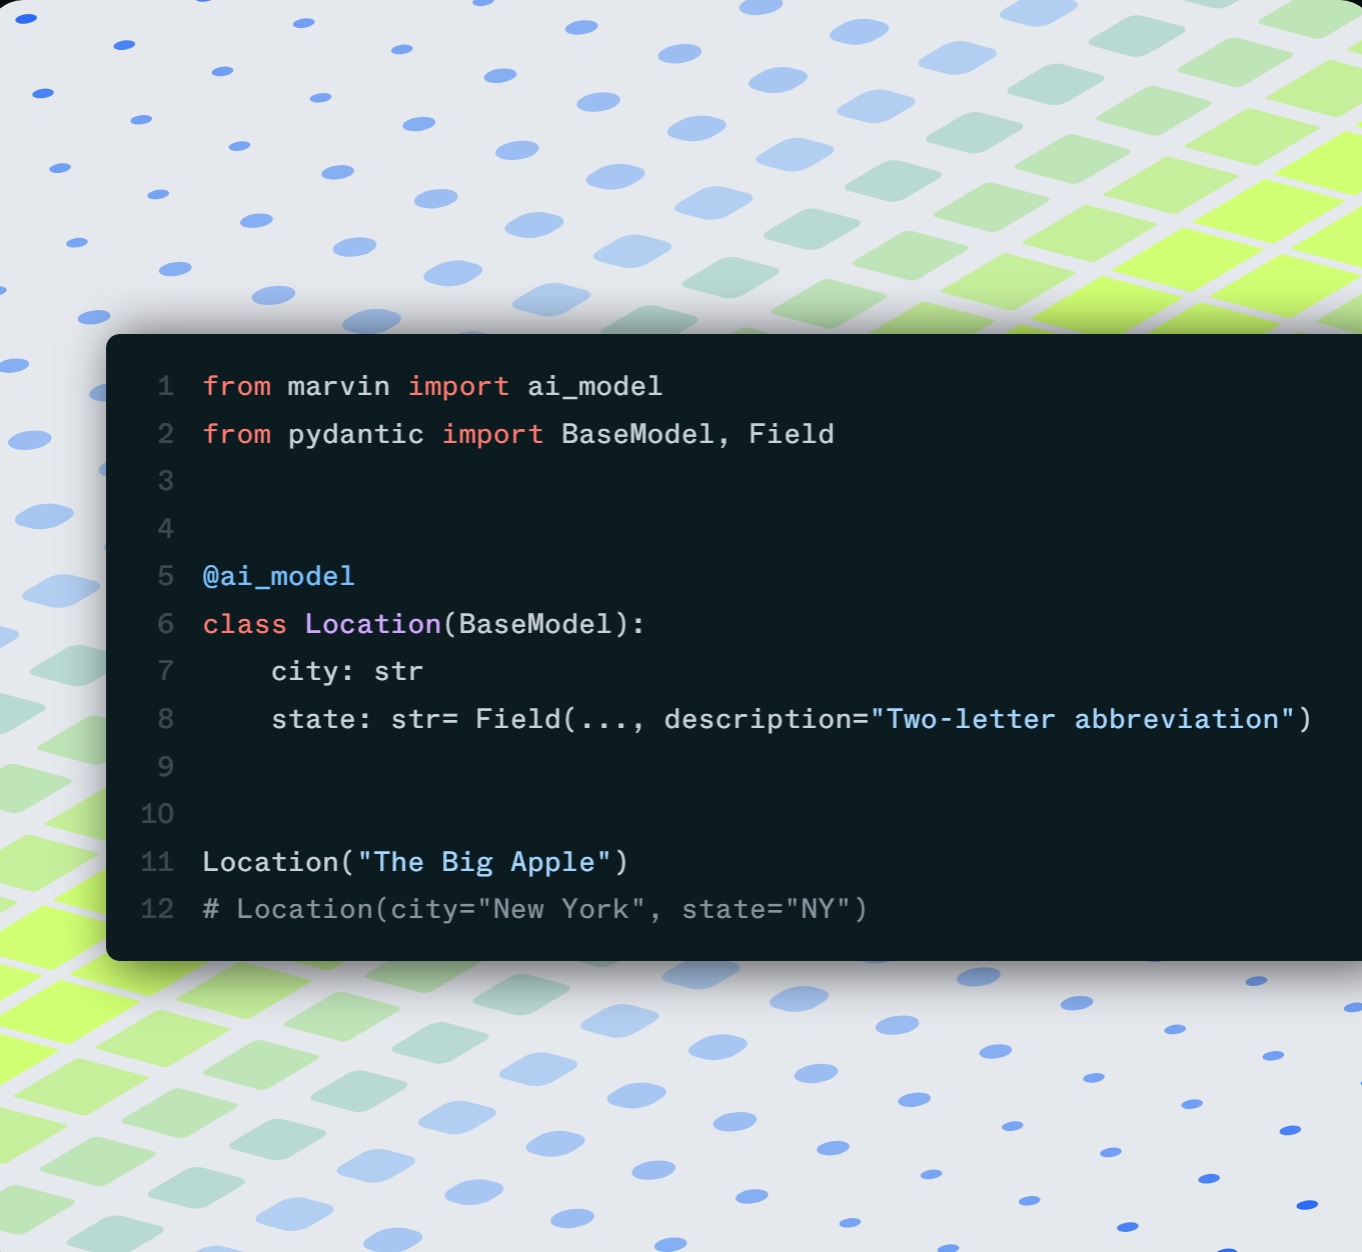 1 from marvin import ai_model
2 from pydantic import BaseModel, Field
3
4
5 @ai_model
6 class Location(BaseModel):
7     city: str
8     state: str= Field(..., description="Two-letter abbreviation")
9
10
11 Location("The Big Apple")
12 # Location(city="New York", state="NY")